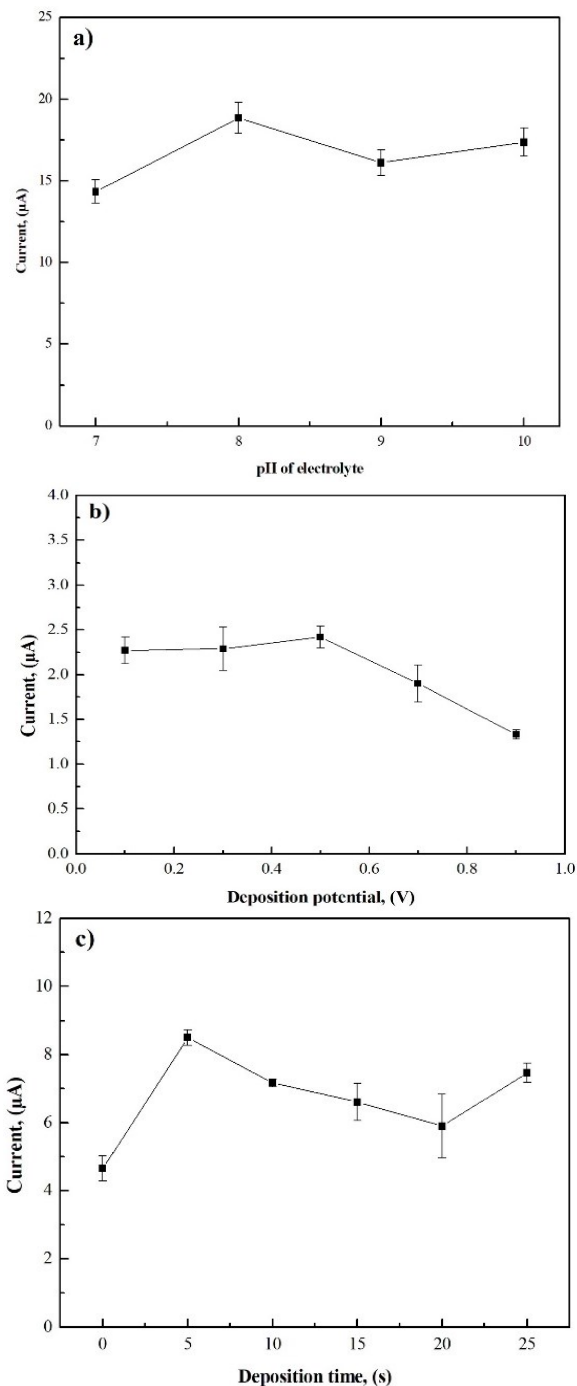 a)
25
20
15
10
5
0
Current, (µA)
7 8 9 10
pH of electrolyte
b)
4.0
3.5
3.0
2.5
2.0
1.5
1.0
0.5
0.0
Current, (µA)
0.0 0.2 0.4 0.6 0.8 1.0
Deposition potential, (V)
c)
12
10
8
6
4
2
0
Current, (µA)
0 5 10 15 20 25
Deposition time, (s)